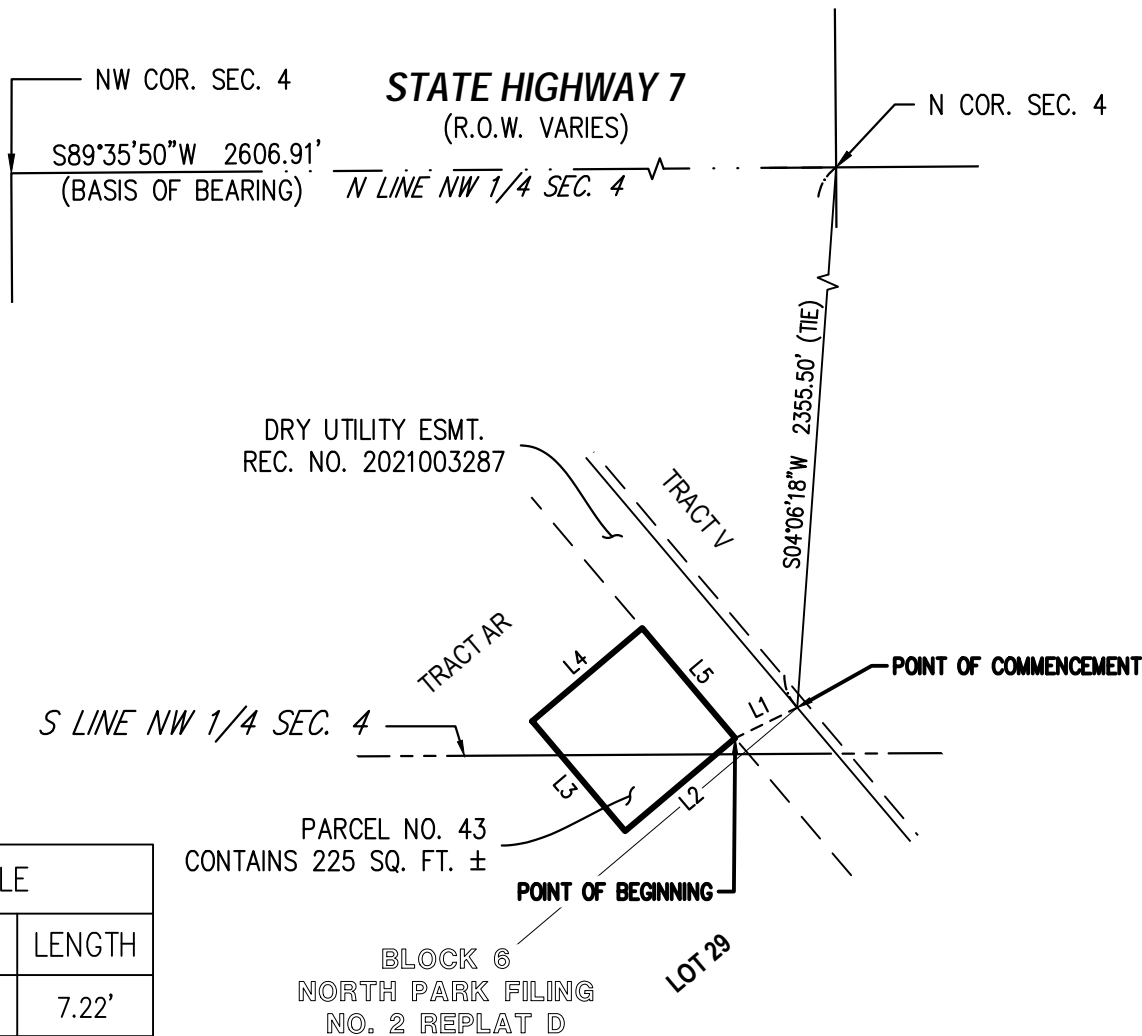 NW COR. SEC. 4
STATE HIGHWAY 7
(R.O.W. VARIES)
N COR. SEC. 4
S89°35'50"W 2606.91'
(BASIS OF BEARING)
N LINE NW 1/4 SEC. 4
S04°06'18"W 2355.50' (TIE)
DRY UTILITY ESMT.
REC. NO. 2021003287
TRACT V
TRACT AR
L4
L5
L1
POINT OF COMMENCEMENT
S LINE NW 1/4 SEC. 4
L3
L2
PARCEL NO. 43
CONTAINS 225 SQ. FT. ±
POINT OF BEGINNING
LOT 29
BLOCK 6
NORTH PARK FILING
NO. 2 REPLAT D
LE
LENGTH
7.22'